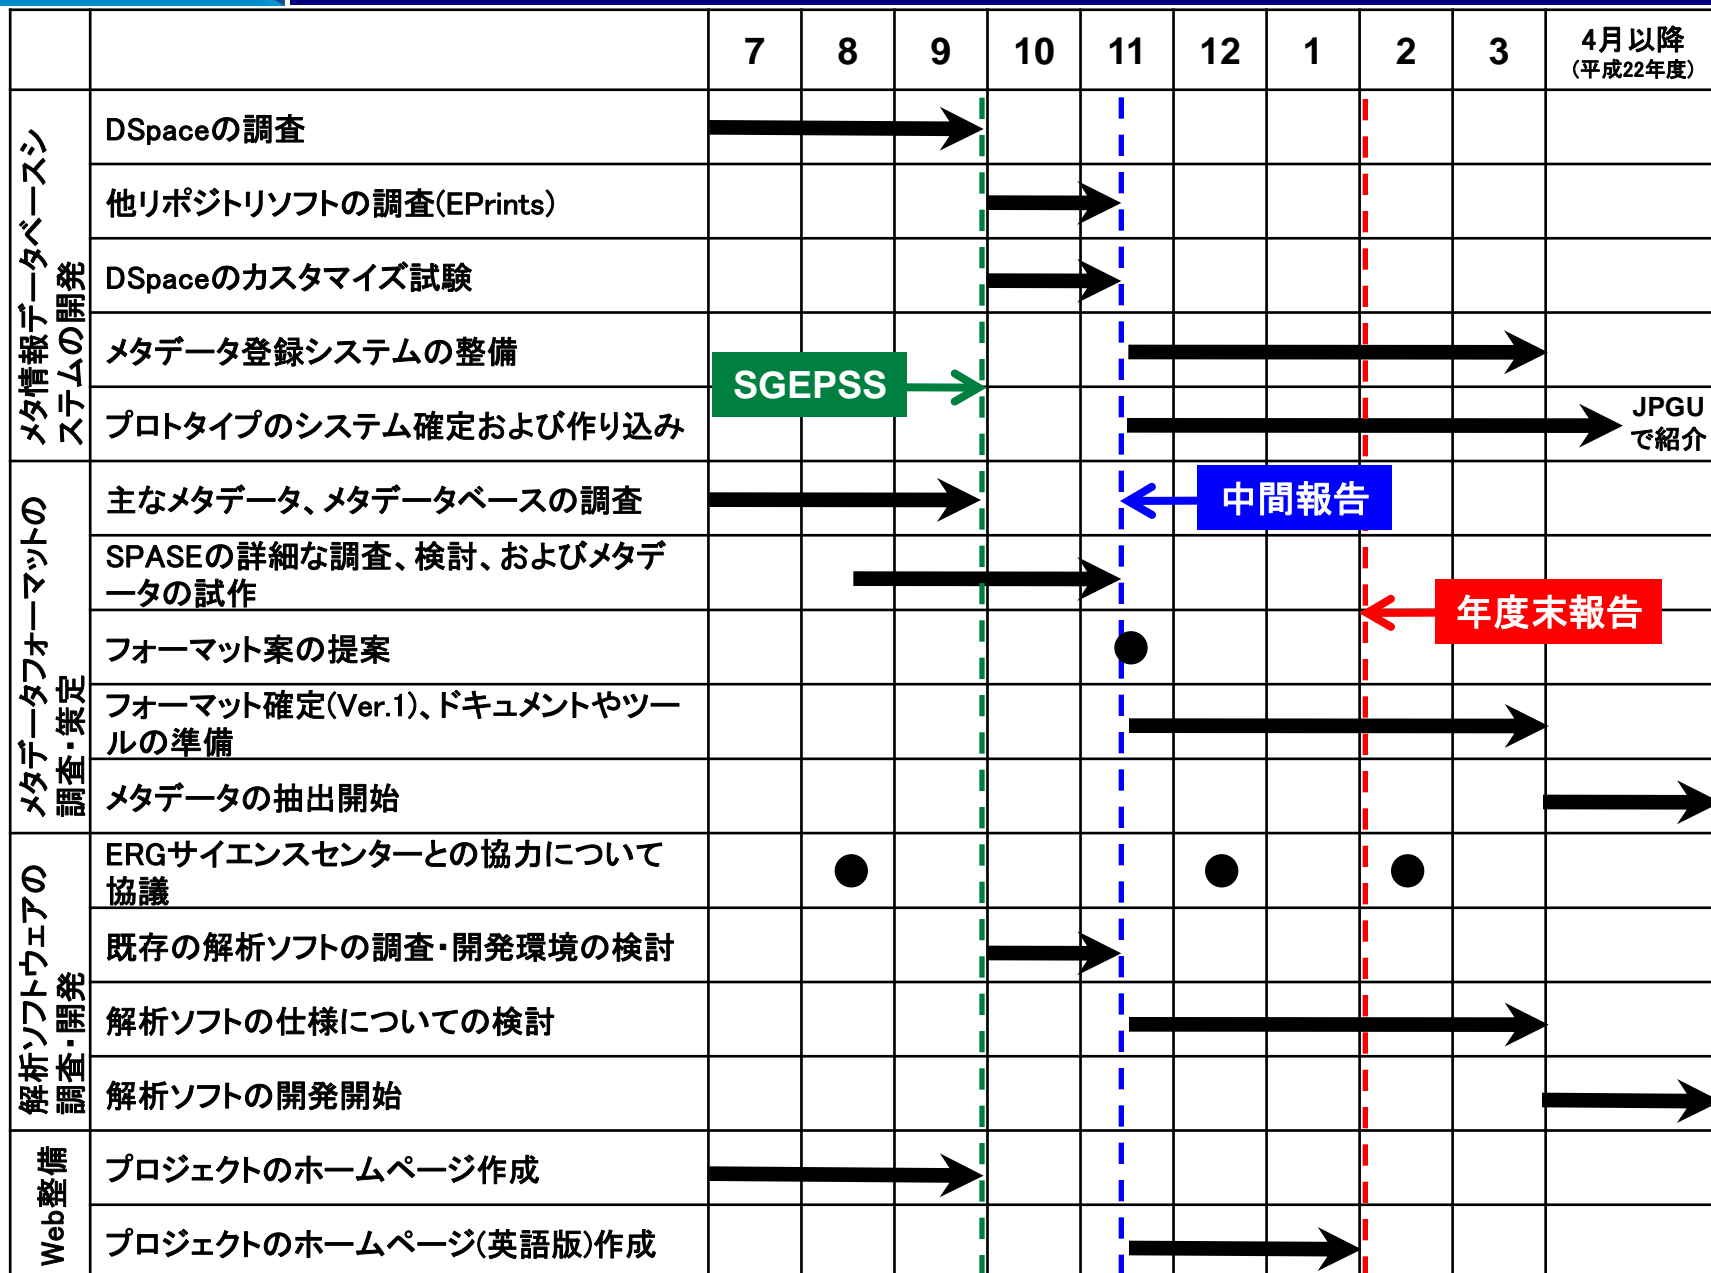 7 8 9 10 11 12 1 2 3 4月以降
(平成22年度)
メタ情報データベースシ
ステムの開発
DSpaceの調査
他リポジトリソフトの調査(EPrints)
DSpaceのカスタマイズ試験
メタデータ登録システムの整備
SGEPSS
プロトタイプのシステム確定および作り込み
JPGU
で紹介
メタデータフォーマットの
調査・策定
主なメタデータ、メタデータベースの調査
中間報告
SPASEの詳細な調査、検討、およびメタデ
ータの試作
年度末報告
フォーマット案の提案
フォーマット確定(Ver.1)、ドキュメントやツー
ルの準備
メタデータの抽出開始
解析ソフトウェアの
調査・開発
ERGサイエンスセンターとの協力について
協議
既存の解析ソフトの調査・開発環境の検討
解析ソフトの仕様についての検討
解析ソフトの開発開始
Web整備
プロジェクトのホームページ作成
プロジェクトのホームページ(英語版)作成